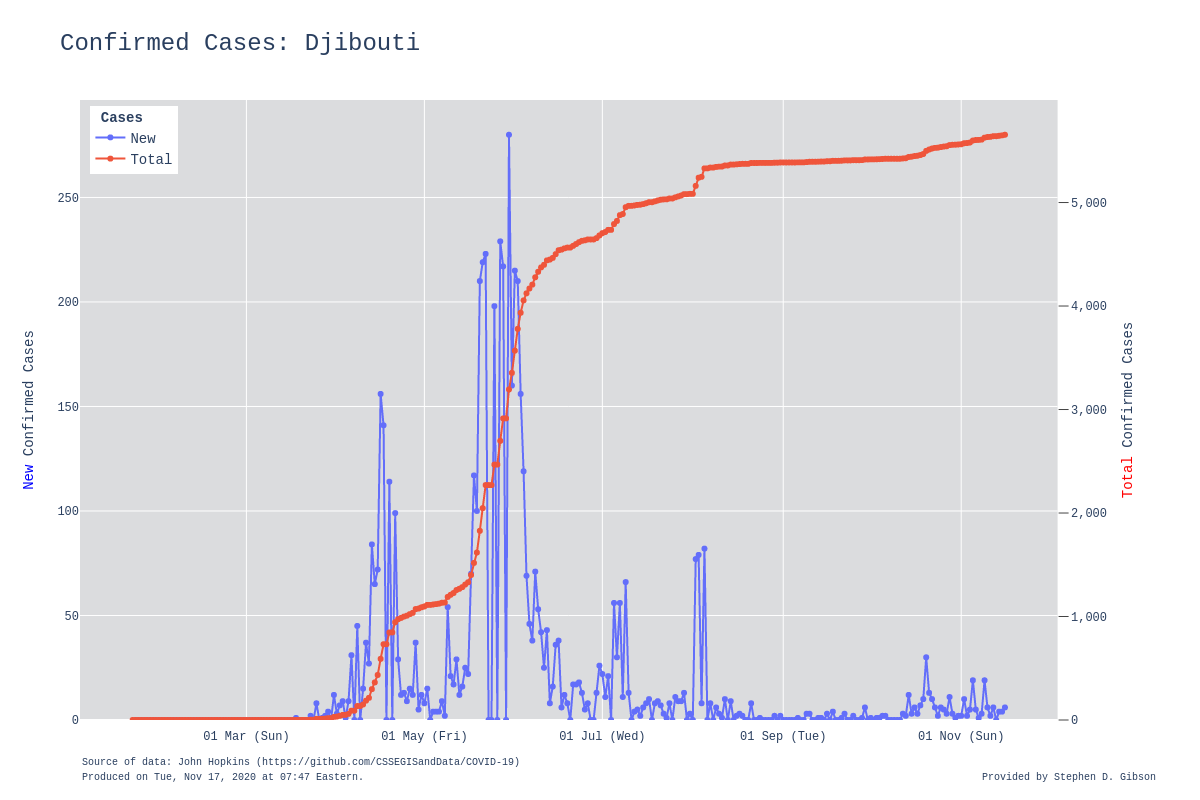 Confirmed Cases: Djibouti
Cases
New
Total
250
200
150
100
50
0
5,000
4,000
3,000
2,000
1,000
0
New Confirmed Cases
Total Confirmed Cases
01 Mar (Sun)
01 May (Fri)
01 Jul (Wed)
01 Sep (Tue)
01 Nov (Sun)
Source of data: John Hopkins (https://github.com/CSSEGISandData/COVID-19)
Produced on Tue, Nov 17, 2020 at 07:47 Eastern.
Provided by Stephen D. Gibson